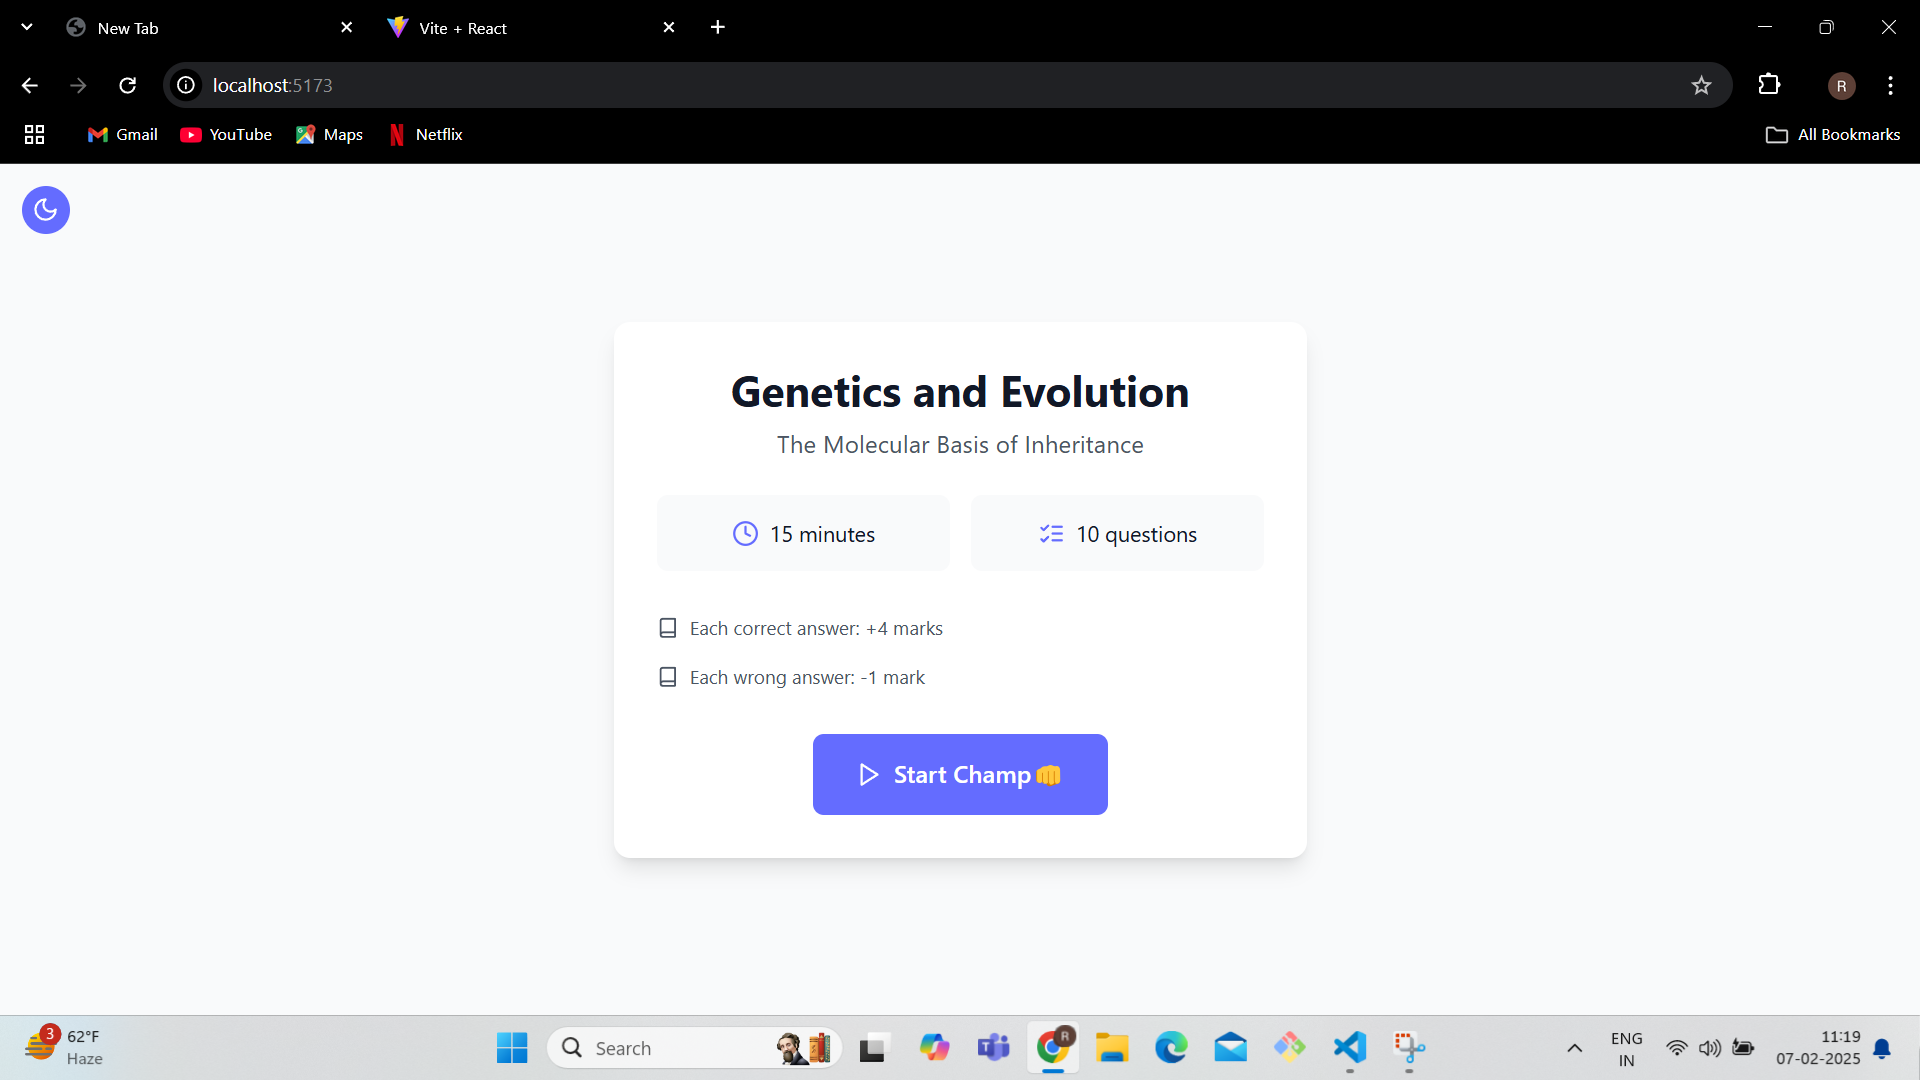 New Tab
Vite + React
localhost:5173
R
Gmail
YouTube
Maps
Netflix
All Bookmarks
Genetics and Evolution
The Molecular Basis of Inheritance
15 minutes
10 questions
Each correct answer: +4 marks
Each wrong answer: -1 mark
Start Champ👊
3
62°F
Haze
Search
T
R
ENG
IN
11:19
07-02-2025